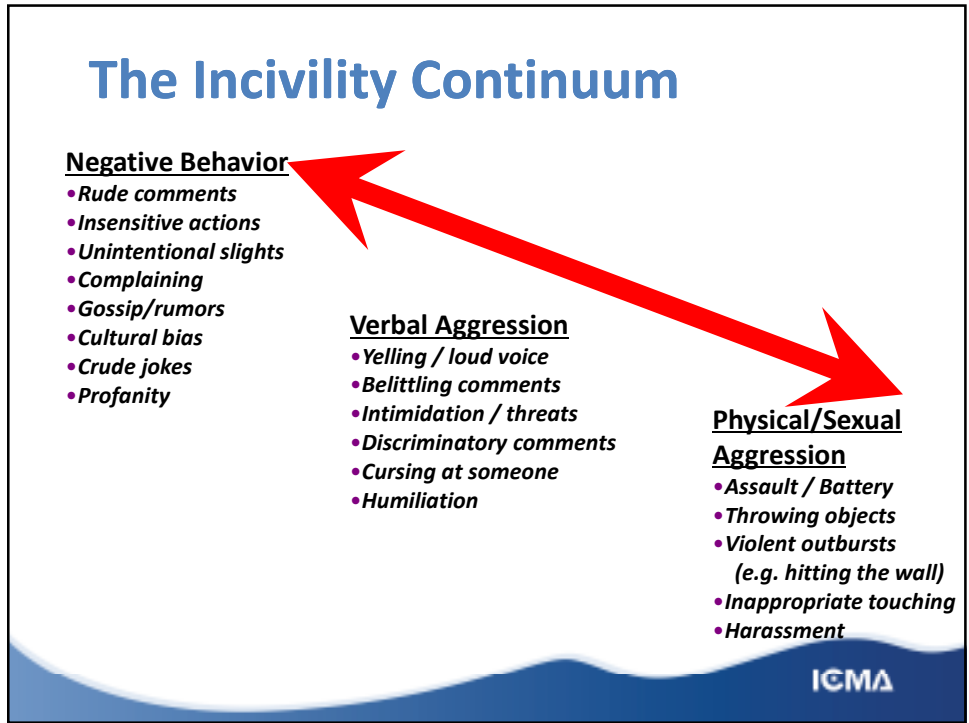 The Incivility Continuum
Negative Behavior
•Rude comments
•Insensitive actions
•Unintentional slights
•Complaining
•Gossip/rumors
•Cultural bias
•Crude jokes
•Profanity
Verbal Aggression
•Yelling / loud voice
•Belittling comments
•Intimidation / threats
•Discriminatory comments
•Cursing at someone
•Humiliation
Physical/Sexual
Aggression
•Assault / Battery
•Throwing objects
•Violent outbursts
(e.g. hitting the wall)
•Inappropriate touching
•Harassment
ICMA